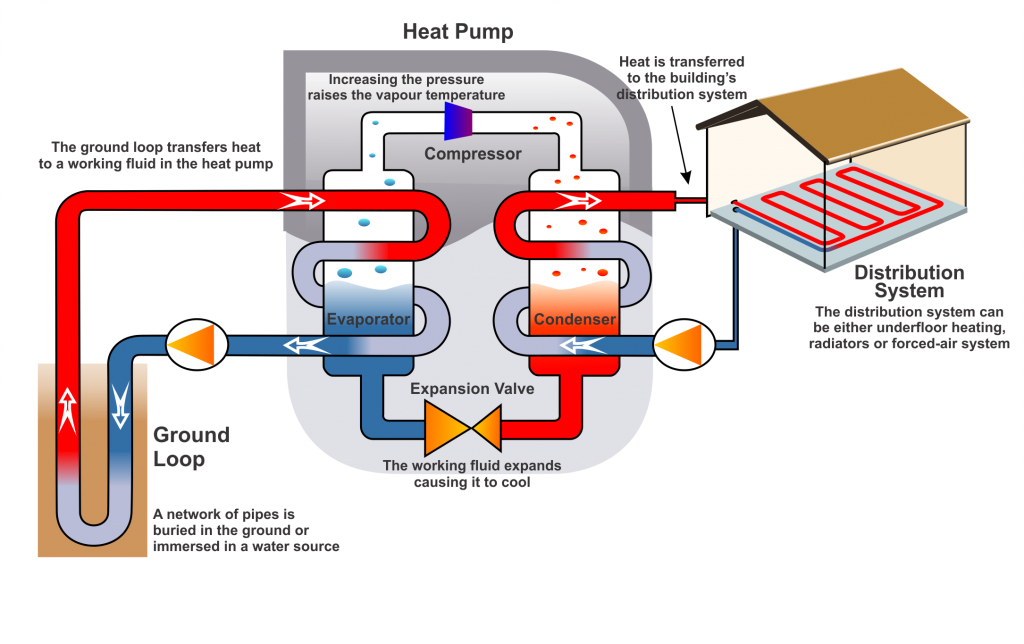 Heat Pump
Increasing the pressure
raises the vapour temperature
Heat is transferred
to the building's
distribution system
The ground loop transfers heat
to a working fluid in the heat pump
Compressor
Evaporator
Condenser
Distribution
System
The distribution system can
be either underfloor heating,
radiators or forced-air system
Expansion Valve
The working fluid expands
causing it to cool
Ground
Loop
A network of pipes is
buried in the ground or
immersed in a water source